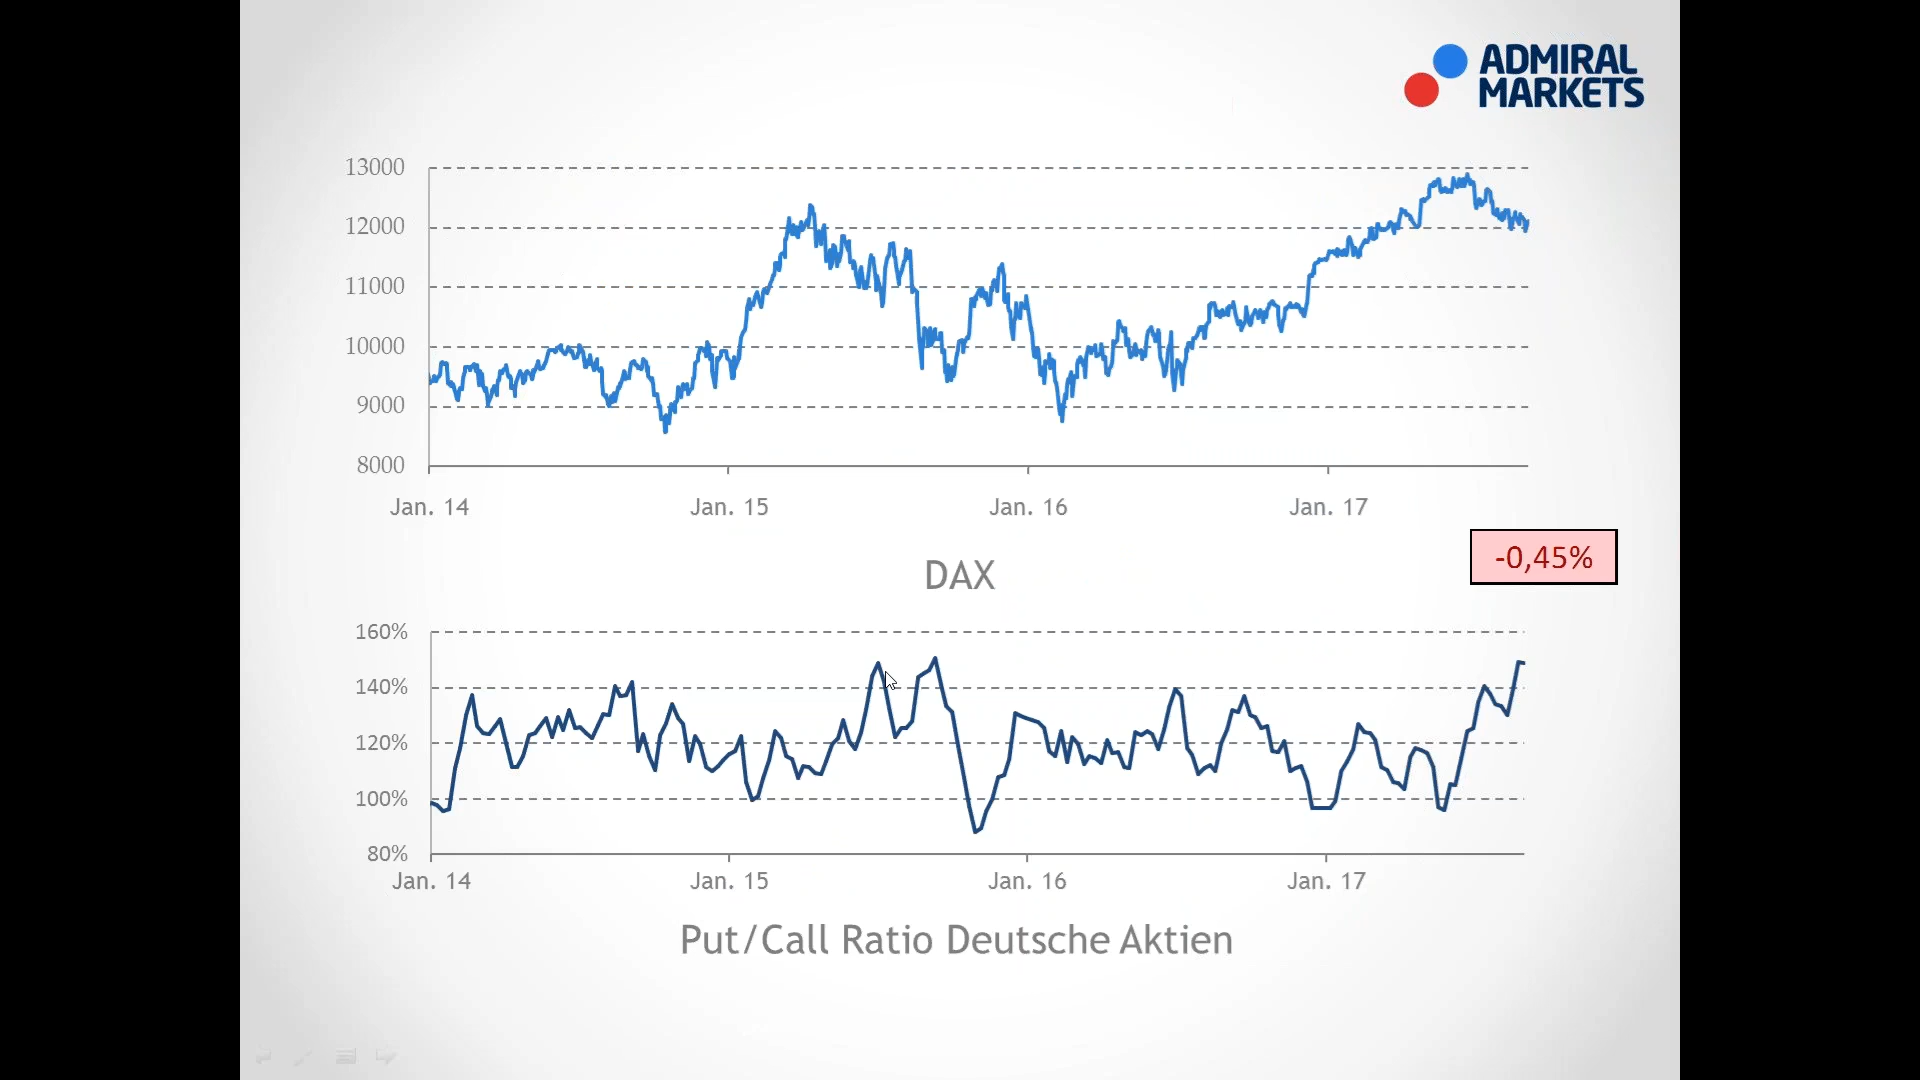 ADMIRAL
MARKETS
13000
12000
11000
10000
9000
8000
Jan. 14
Jan. 15
Jan. 16
Jan. 17
-0,45%
DAX
160%
140%
120%
100%
80%
Jan. 14
Jan. 15
Jan. 16
Jan. 17
Put/Call Ratio Deutsche Aktien